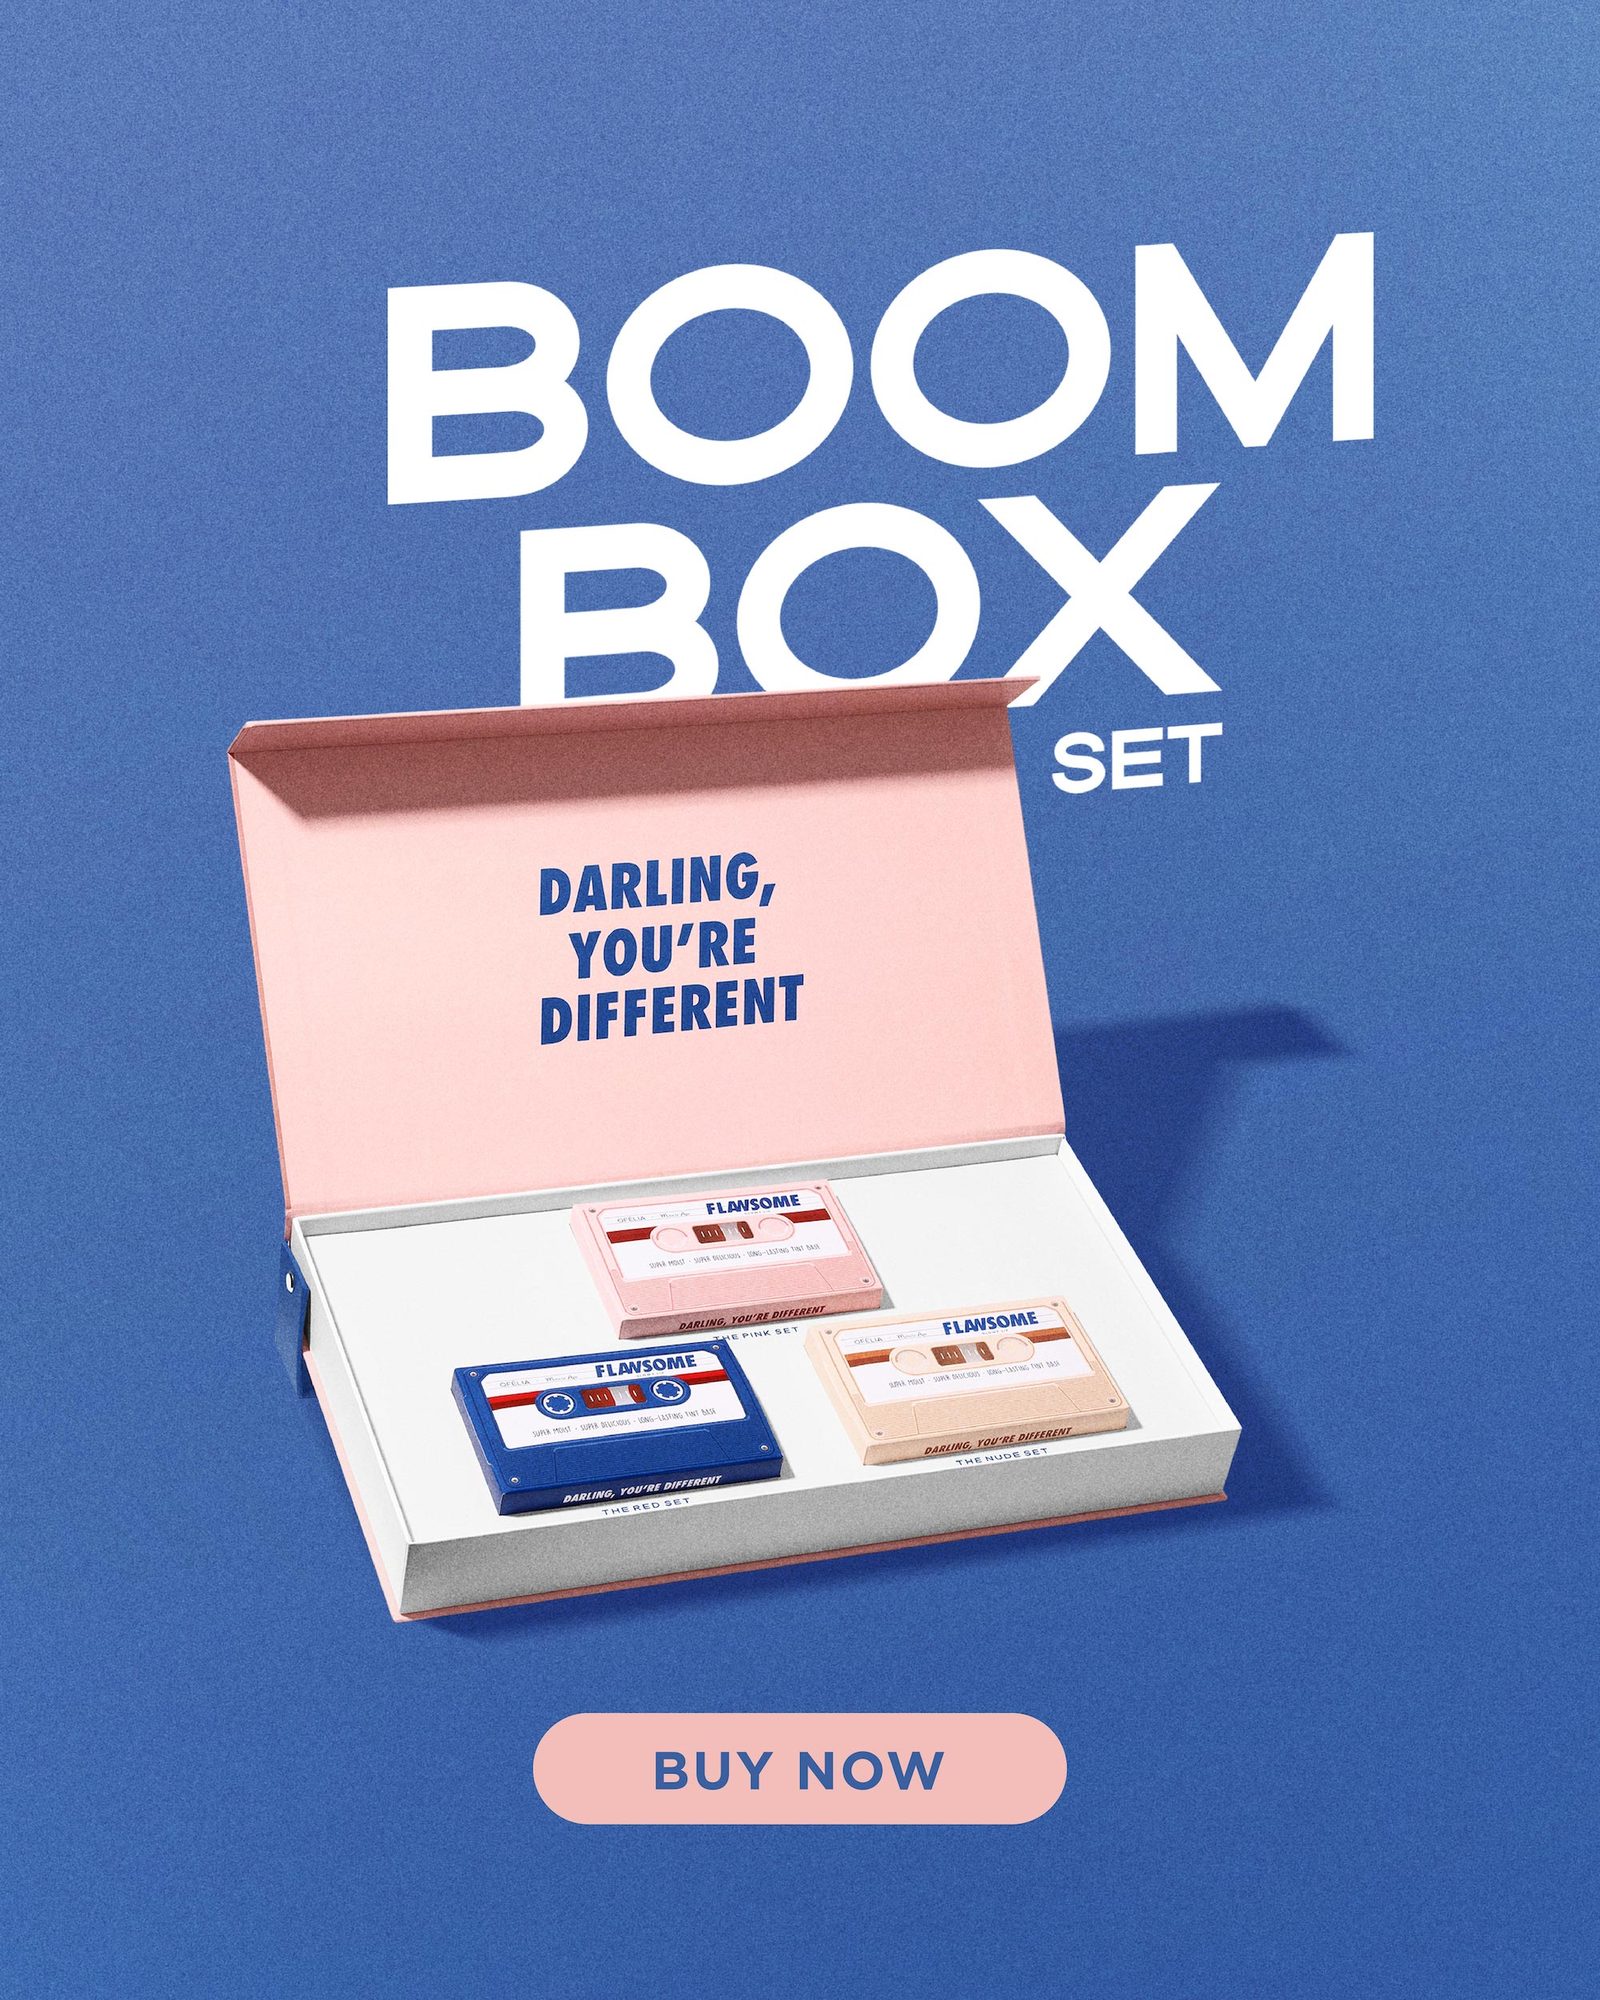 BOOM
BOX
SET
DARLING,
YOU'RE
DIFFERENT
OFÉLIA FLAWSOME
SUPER MOIST · SUPER DELICIOUS · LONG-LASTING TINT BASE
DARLING, YOU'RE DIFFERENT
THE PINK SET
OFÉLIA FLAWSOME
SUPER MOIST · SUPER DELICIOUS · LONG-LASTING TINT BASE
DARLING, YOU'RE DIFFERENT
THE RED SET
OFÉLIA FLAWSOME
SUPER MOIST · SUPER DELICIOUS · LONG-LASTING TINT BASE
DARLING, YOU'RE DIFFERENT
THE NUDE SET
BUY NOW